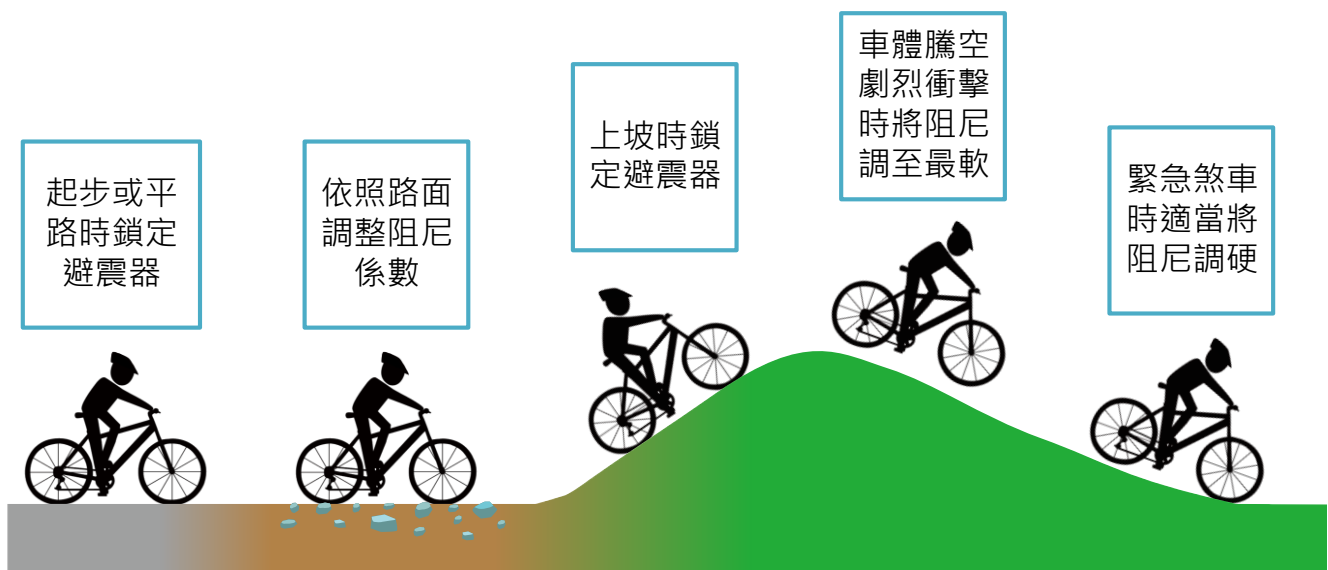 起步或平
路時鎖定
避震器
依照路面
調整阻尼
係數
上坡時鎖
定避震器
車體騰空
劇烈衝擊
時將阻尼
調至最軟
緊急煞車
時適當將
阻尼調硬